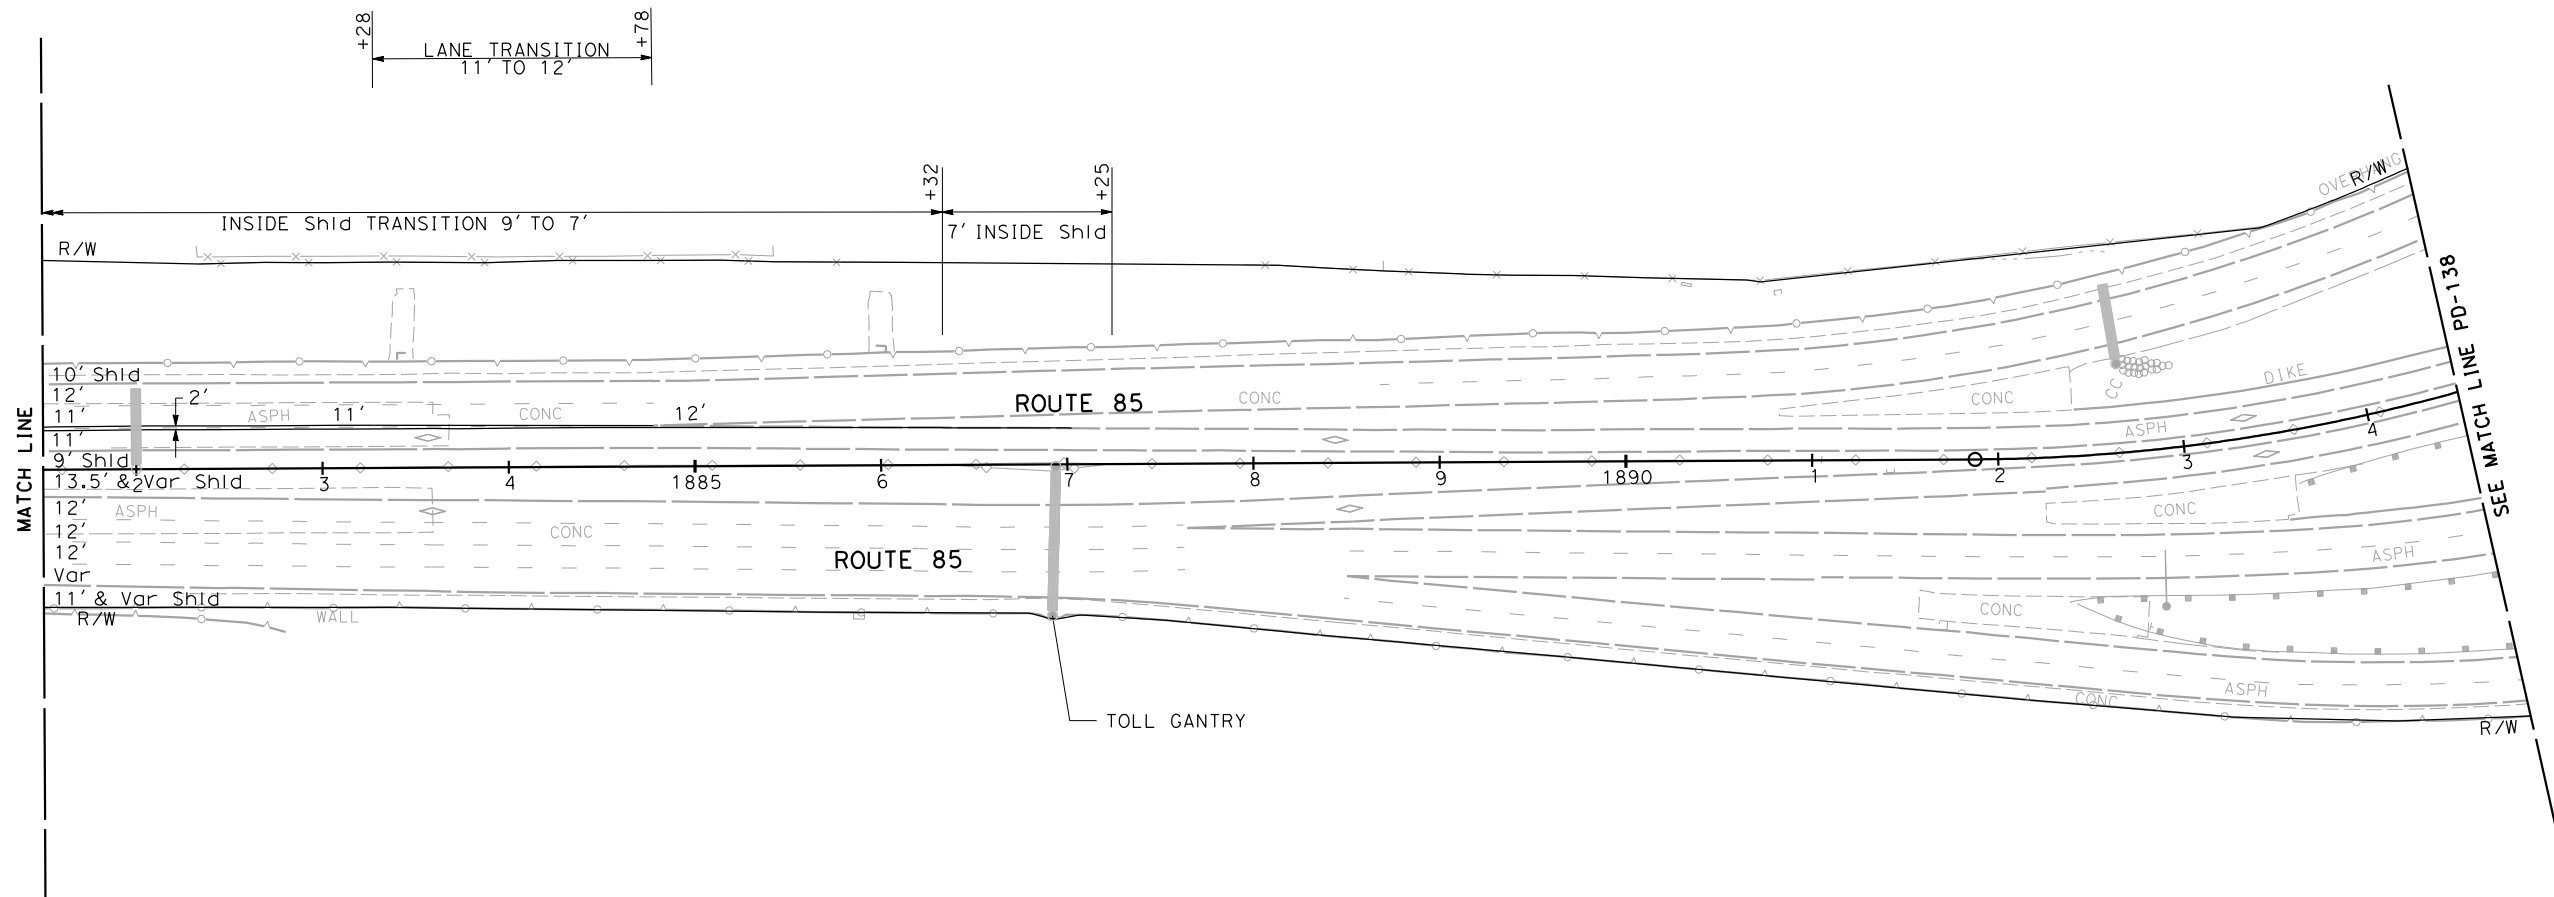 +28
+78
LANE TRANSITION
11' TO 12'
+32
+25
INSIDE Shld TRANSITION 9' TO 7'
7' INSIDE Shld
R/W
OVERHANG
R/W
10' Shld
12'
2'
11'
ASPH
11'
CONC
12'
ROUTE 85
CONC
CONC
CC
DIKE
11'
ASPH
9' Shld
2
3
4
1885
6
7
8
9
1890
1
2
3
4
13.5' & Var Shld
12'
ASPH
12'
CONC
12'
ROUTE 85
CONC
ASPH
Var
11' & Var Shld
R/W
WALL
CONC
ASPH
CONC
R/W
TOLL GANTRY
MATCH LINE
SEE MATCH LINE PD-138